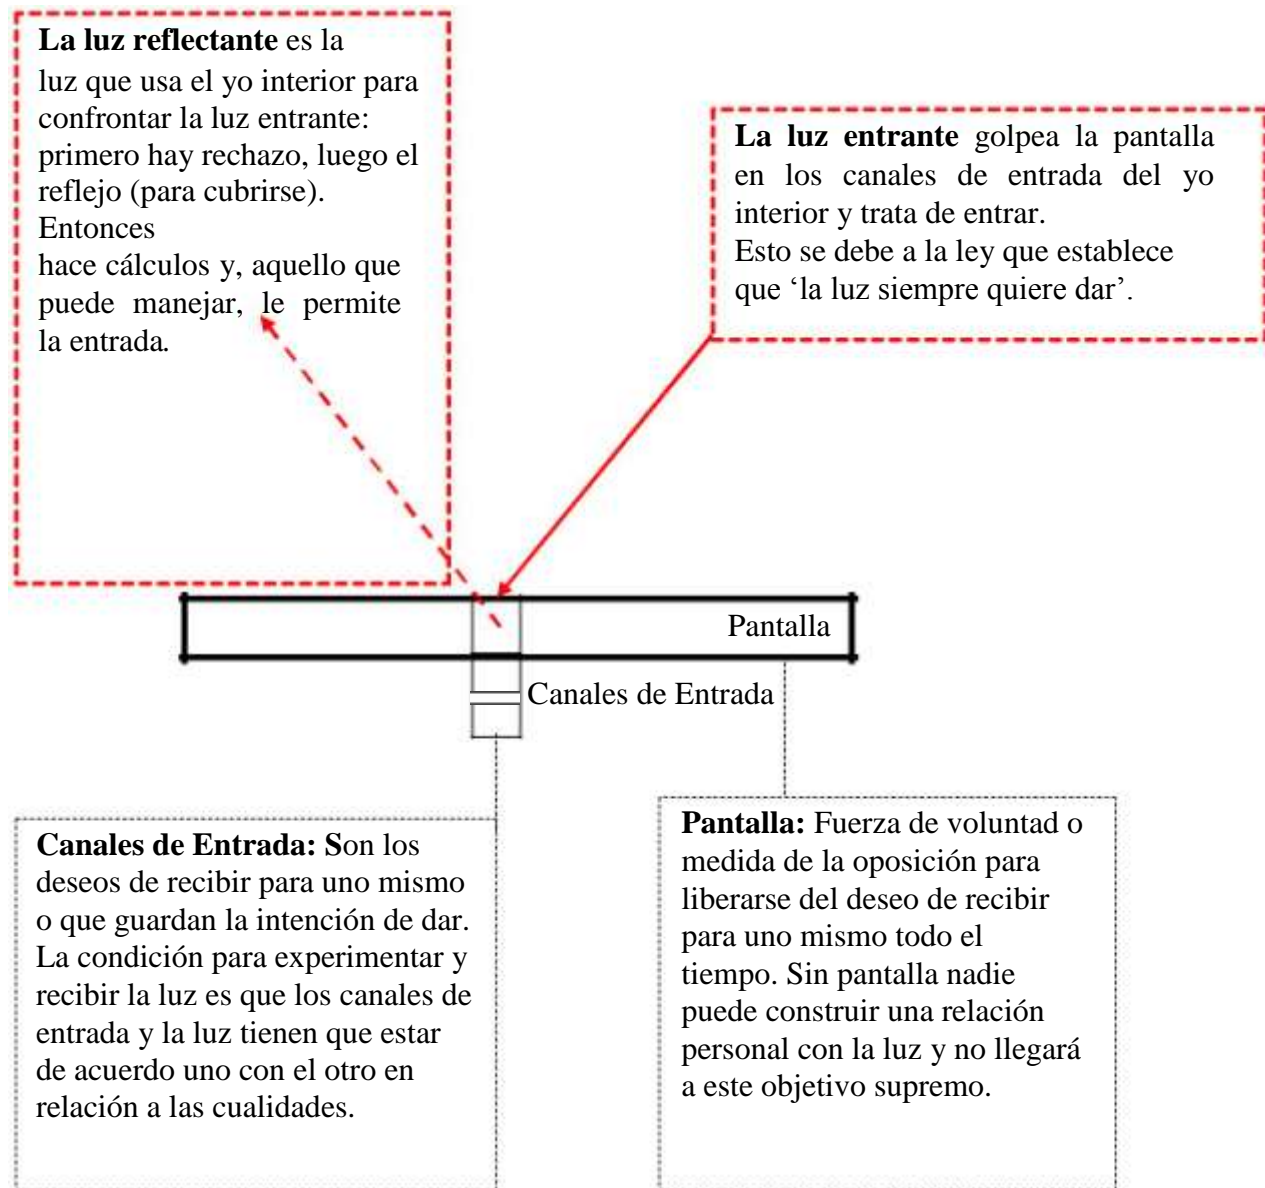 La luz reflectante es la
luz que usa el yo interior para
confrontar la luz entrante:
primero hay rechazo, luego el
reflejo (para cubrirse).
Entonces
hace cálculos y, aquello que
puede manejar, le permite
la entrada.
La luz entrante golpea la pantalla
en los canales de entrada del yo
interior y trata de entrar.
Esto se debe a la ley que establece
que ‘la luz siempre quiere dar’.
Pantalla
Canales de Entrada
Canales de Entrada: Son los
deseos de recibir para uno mismo
o que guardan la intención de dar.
La condición para experimentar y
recibir la luz es que los canales de
entrada y la luz tienen que estar
de acuerdo uno con el otro en
relación a las cualidades.
Pantalla: Fuerza de voluntad o
medida de la oposición para
liberarse del deseo de recibir
para uno mismo todo el
tiempo. Sin pantalla nadie
puede construir una relación
personal con la luz y no llegará
a este objetivo supremo.